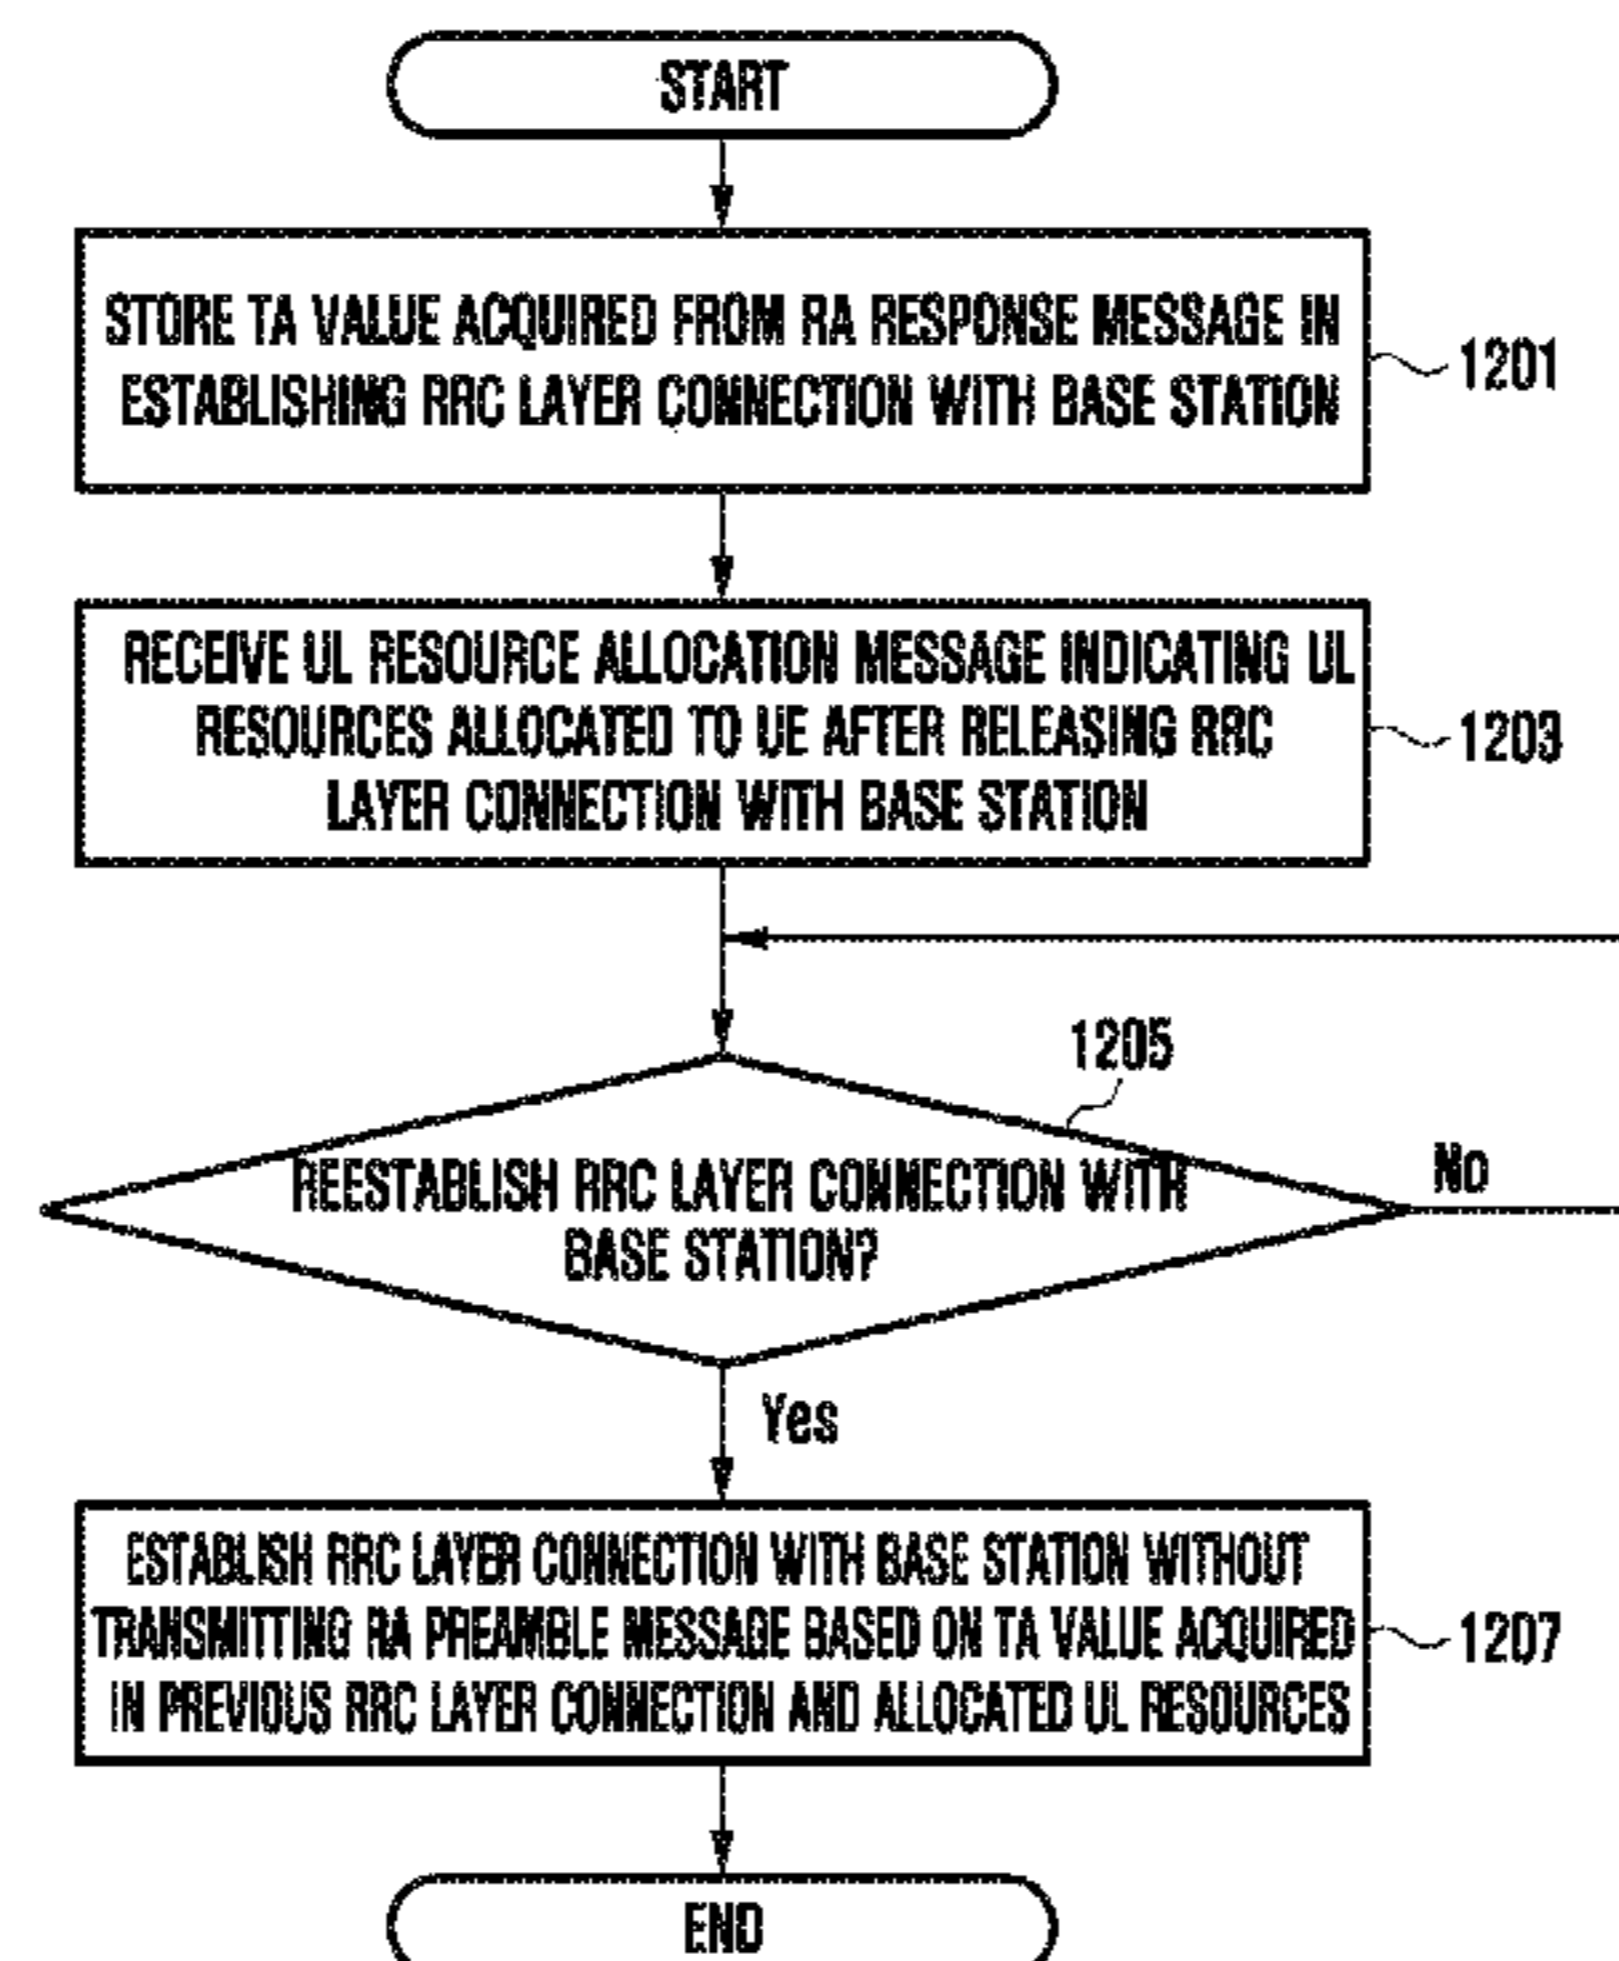 START
STORE TA VALUE ACQUIRED FROM RA RESPONSE MESSAGE IN
ESTABLISHING RRC LAYER CONNECTION WITH BASE STATION
1201
RECEIVE UL RESOURCE ALLOCATION MESSAGE INDICATING UL
RESOURCES ALLOCATED TO UE AFTER RELEASING RRC
LAYER CONNECTION WITH BASE STATION
1203
1205
REESTABLISH RRC LAYER CONNECTION WITH
BASE STATION?
No
Yes
ESTABLISH RRC LAYER CONNECTION WITH BASE STATION WITHOUT
TRANSMITTING RA PREAMBLE MESSAGE BASED ON TA VALUE ACQUIRED
IN PREVIOUS RRC LAYER CONNECTION AND ALLOCATED UL RESOURCES
1207
END